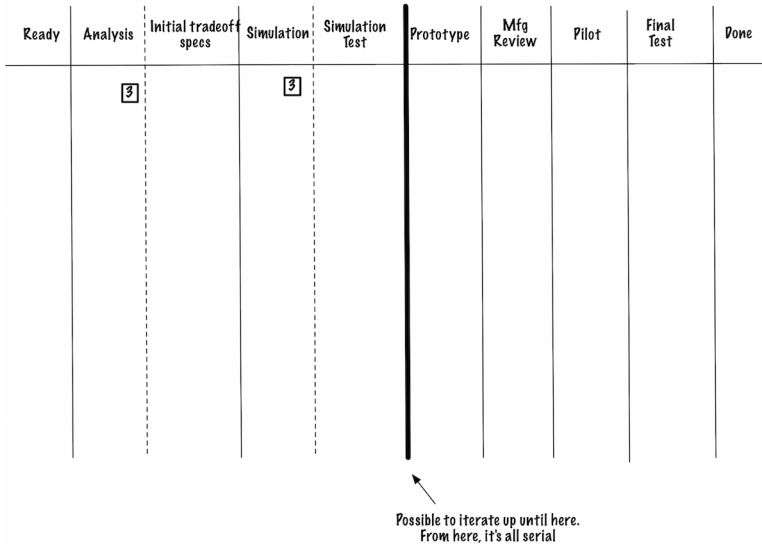 Ready
Analysis
Initial tradeoff
specs
Simulation
Simulation
Test
Prototype
Mfg
Review
Pilot
Final
Test
Done
3
3
Possible to iterate up until here.
From here, it's all serial